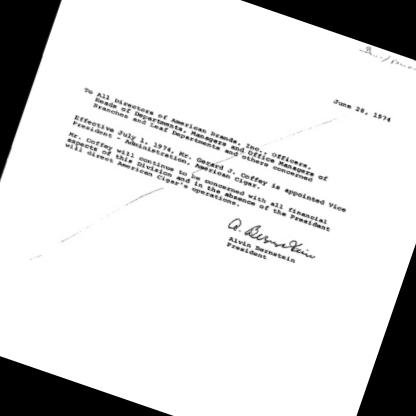 June 28, 1974
To All Directors of American Brands, Inc., Officers,
Heads of Departments, Managers and Office Managers of
Branches and Leaf Departments and others concerned
Effective July 1, 1974, Mr. Gerard J. Coffey is appointed Vice
President - Administration, American Cigar.
Mr. Coffey will continue to be concerned with all financial
aspects of this Division and in the absence of the President
will direct American Cigar's operations.
A. Bernstein
Alvin Bernstein
President